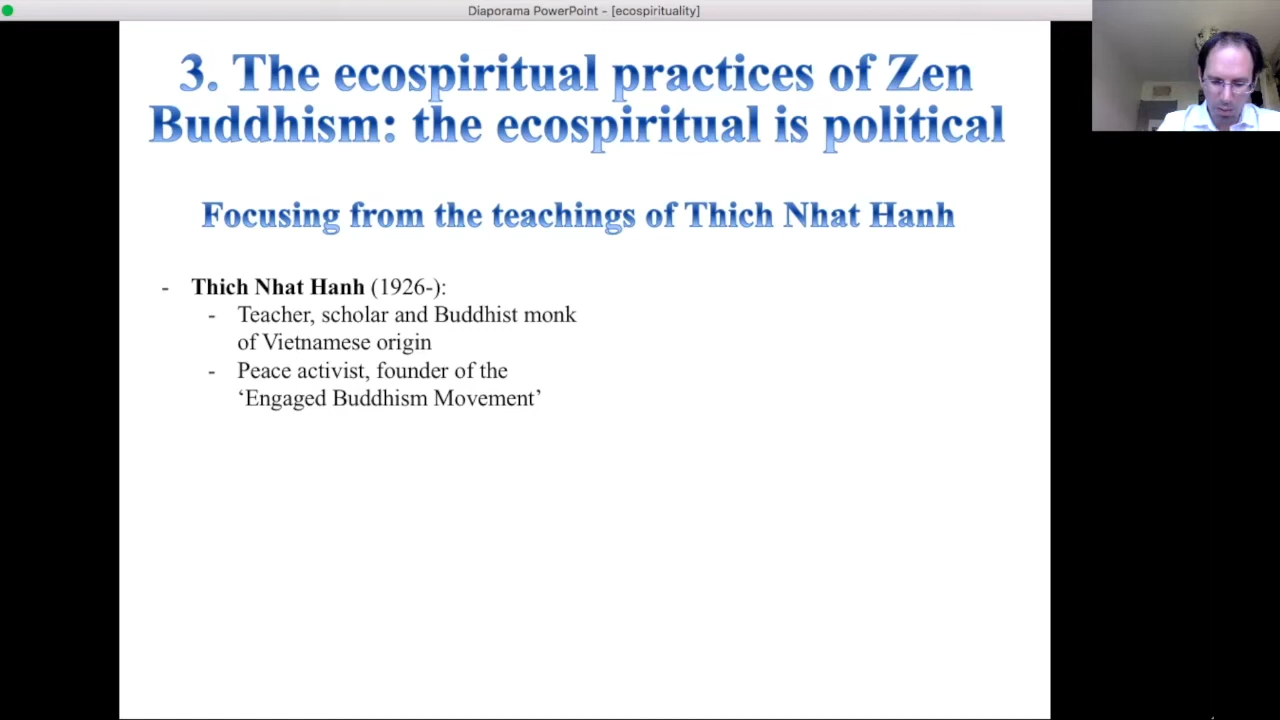 Diaporama PowerPoint - [ecospirituality]
3. The ecospiritual practices of Zen
Buddhism: the ecospiritual is political
Focusing from the teachings of Thich Nhat Hanh
- Thich Nhat Hanh (1926-):
- Teacher, scholar and Buddhist monk
of Vietnamese origin
- Peace activist, founder of the
‘Engaged Buddhism Movement’